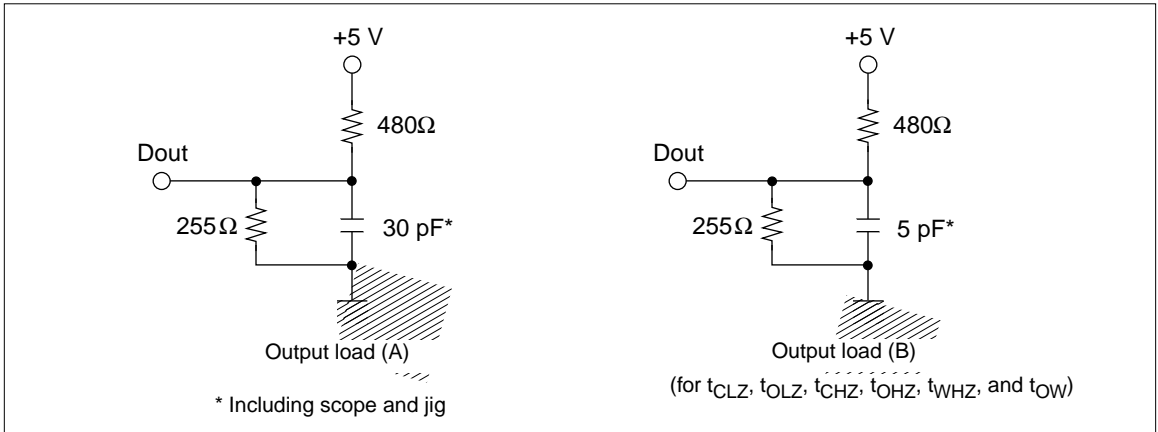 +5 V
480Ω
Dout
255Ω
30 pF*
Output load (A)
* Including scope and jig
+5 V
480Ω
Dout
255Ω
5 pF*
Output load (B)
(for tCLZ, tOLZ, tCHZ, tOHZ, tWHZ, and tOW)